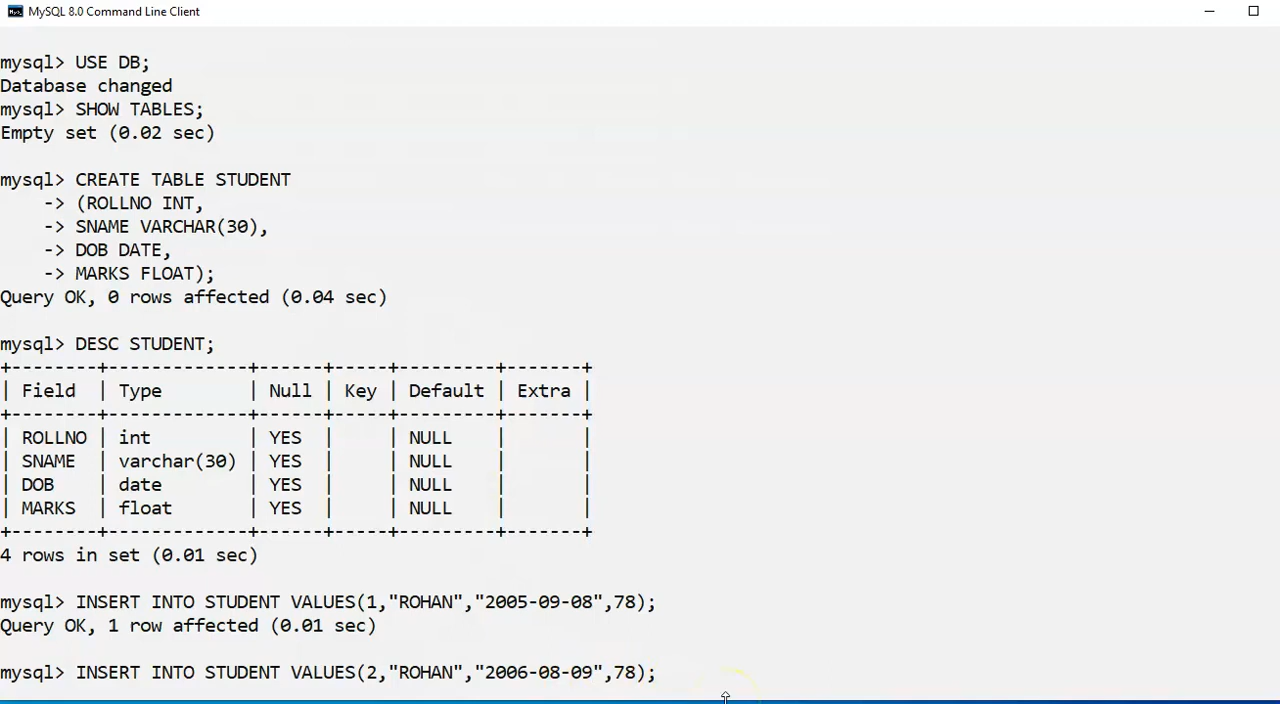 MySQL 8.0 Command Line Client
mysql> USE DB;
Database changed
mysql> SHOW TABLES;
Empty set (0.02 sec)
mysql> CREATE TABLE STUDENT
    -> (ROLLNO INT,
    -> SNAME VARCHAR(30),
    -> DOB DATE,
    -> MARKS FLOAT);
Query OK, 0 rows affected (0.04 sec)
mysql> DESC STUDENT;
+--------+-------------+------+-----+---------+-------+
| Field  | Type        | Null | Key | Default | Extra |
+--------+-------------+------+-----+---------+-------+
| ROLLNO | int         | YES  |     | NULL    |       |
| SNAME  | varchar(30) | YES  |     | NULL    |       |
| DOB    | date        | YES  |     | NULL    |       |
| MARKS  | float       | YES  |     | NULL    |       |
+--------+-------------+------+-----+---------+-------+
4 rows in set (0.01 sec)
mysql> INSERT INTO STUDENT VALUES(1,"ROHAN","2005-09-08",78);
Query OK, 1 row affected (0.01 sec)
mysql> INSERT INTO STUDENT VALUES(2,"ROHAN","2006-08-09",78);